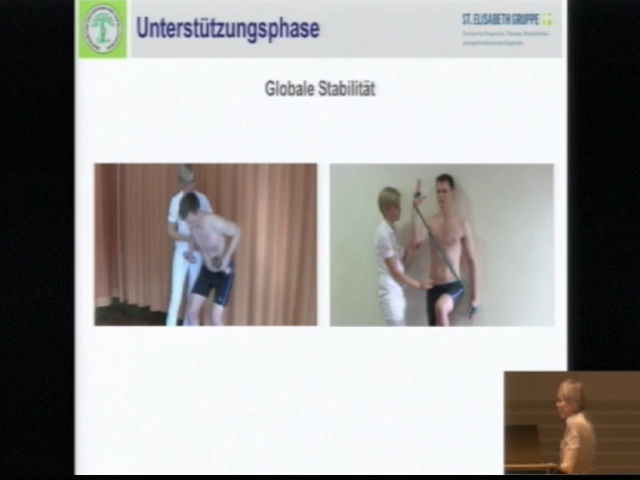 Unterstützungsphase
ST. ELISABETH GRUPPE
Globale Stabilität